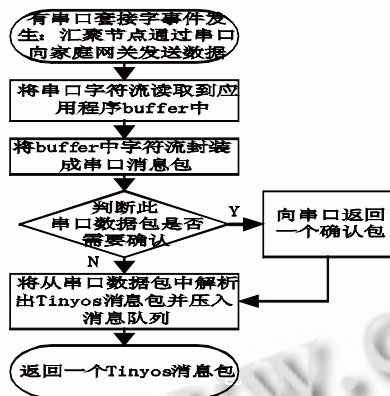 有串口套接字事件发
生：汇聚节点通过串口
向家庭网关发送数据
将串口字符流读取到应
用程序buffer中
将buffer中字符流封装
成串口消息包
判断此
串口数据包是否
需要确认
Y
向串口返回
一个确认包
N
将从串口数据包中解析
出Tinyos消息包并压入
消息队列
返回一个Tinyos消息包